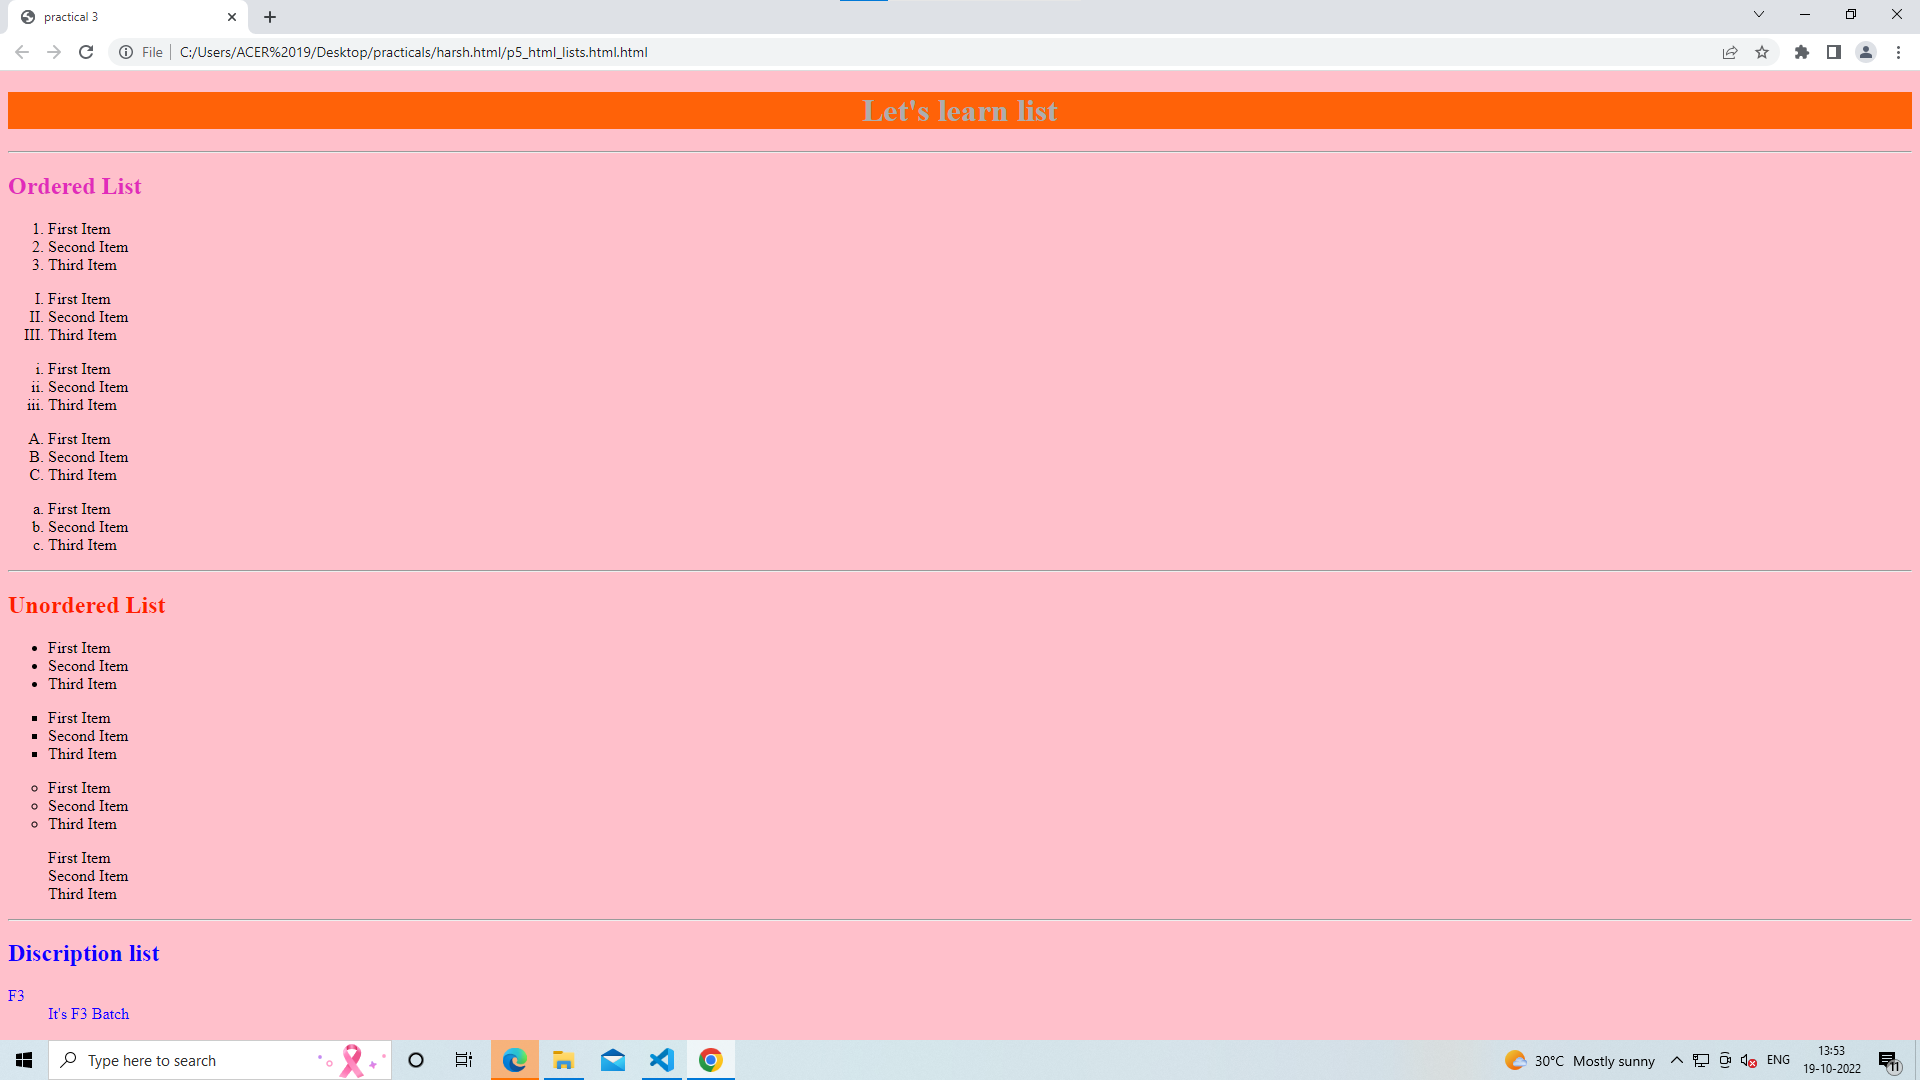 practical 3
File
C:/Users/ACER%2019/Desktop/practicals/harsh.html/p5_html_lists.html.html
Let's learn list
Ordered List
1. First Item
2. Second Item
3. Third Item
I. First Item
II. Second Item
III. Third Item
i. First Item
ii. Second Item
iii. Third Item
A. First Item
B. Second Item
C. Third Item
a. First Item
b. Second Item
c. Third Item
Unordered List
• First Item
• Second Item
• Third Item
▪ First Item
▪ Second Item
▪ Third Item
◦ First Item
◦ Second Item
◦ Third Item
First Item
Second Item
Third Item
Discription list
F3
It's F3 Batch
Type here to search
30°C Mostly sunny
ENG
13:53
19-10-2022
11